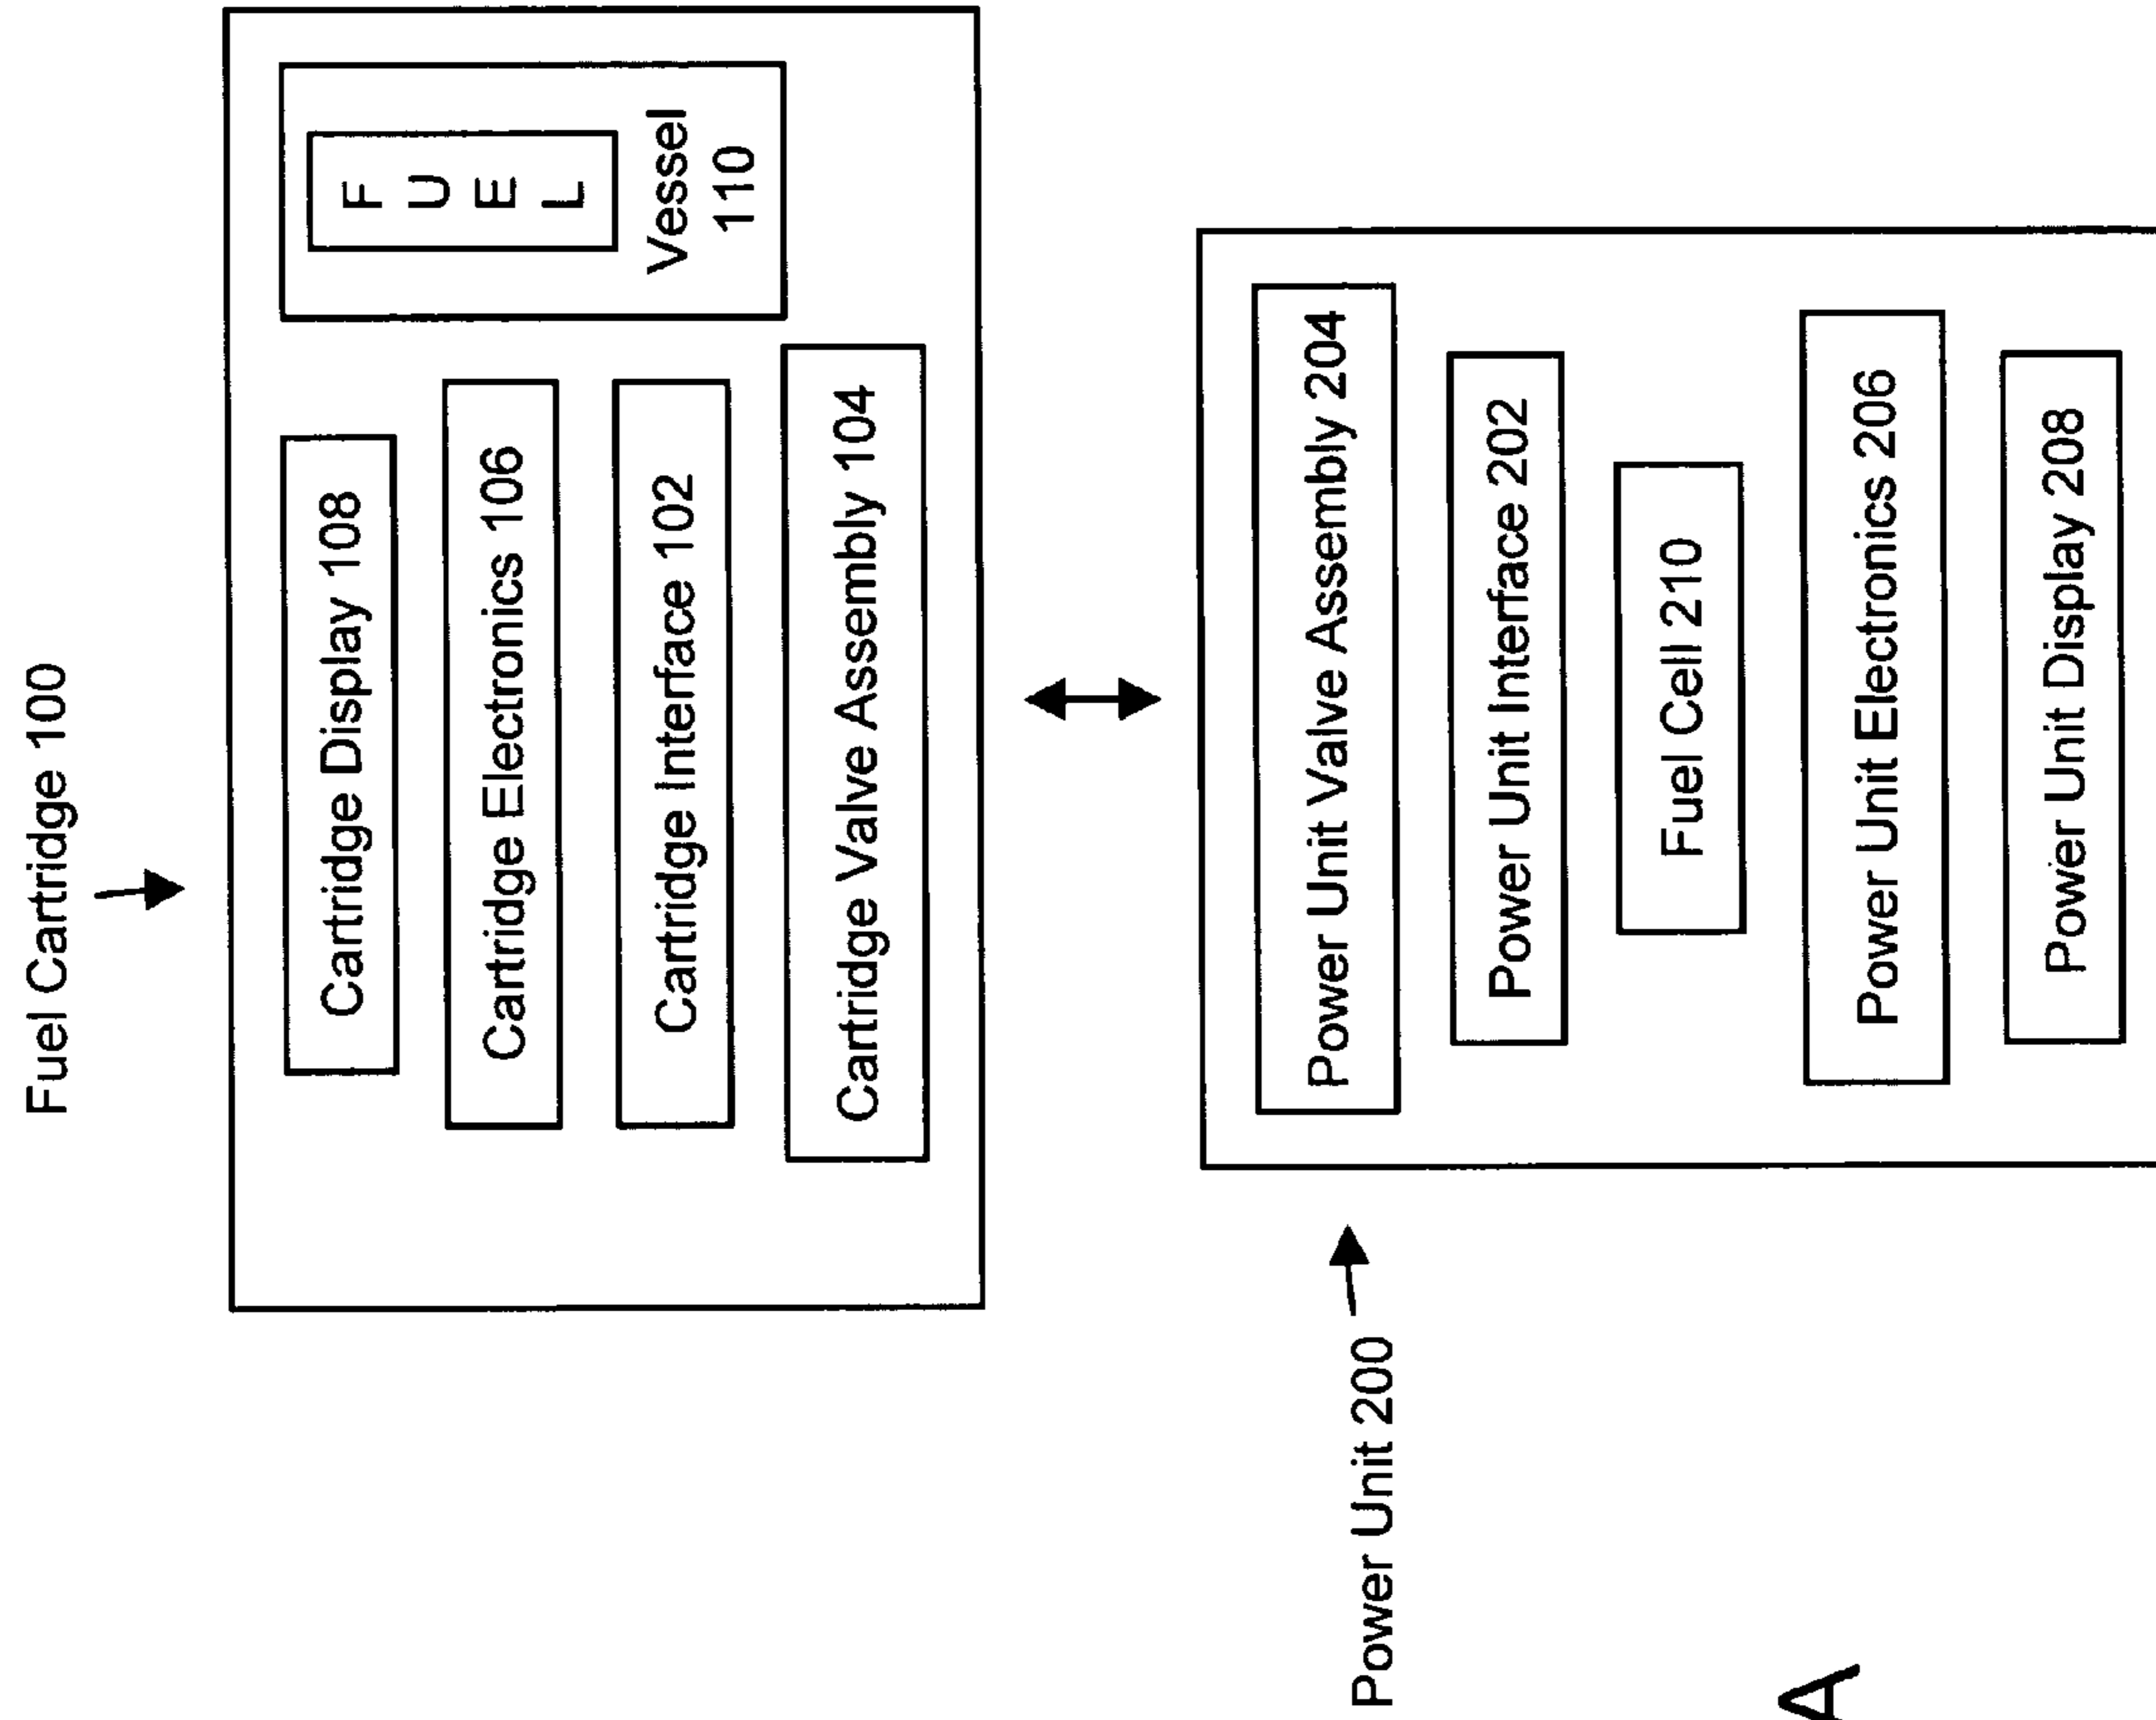 Fuel Cartridge 100
Cartridge Display 108
Cartridge Electronics 106
Cartridge Interface 102
Cartridge Valve Assembly 104
F
U
E
L
Vessel
110
Power Unit 200
Power Unit Valve Assembly 204
Power Unit Interface 202
Fuel Cell 210
Power Unit Electronics 206
Power Unit Display 208
A